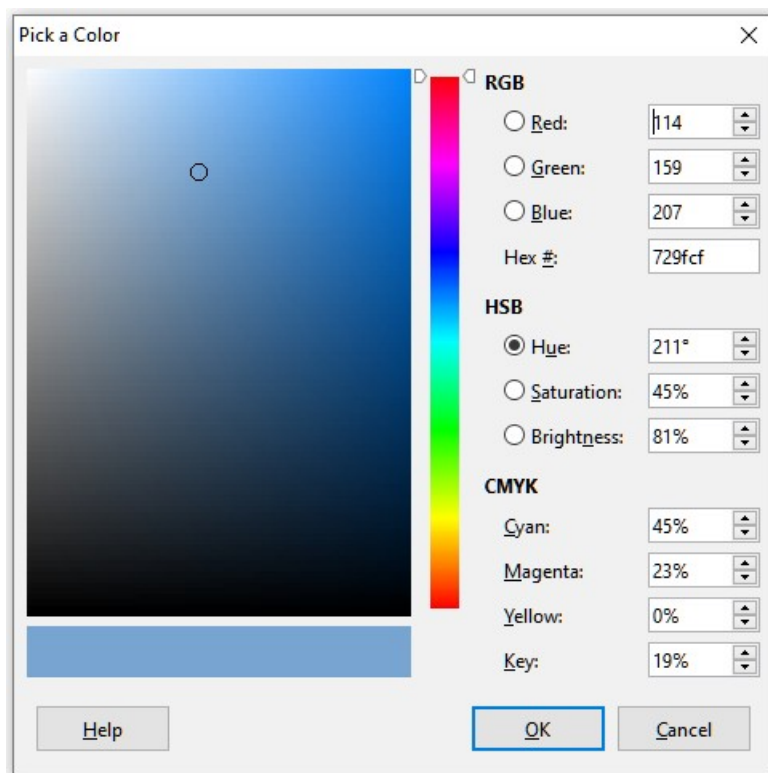 Pick a Color
RGB
Red: 114
Green: 159
Blue: 207
Hex #: 729fcf
HSB
Hue: 211°
Saturation: 45%
Brightness: 81%
CMYK
Cyan: 45%
Magenta: 23%
Yellow: 0%
Key: 19%
Help OK Cancel